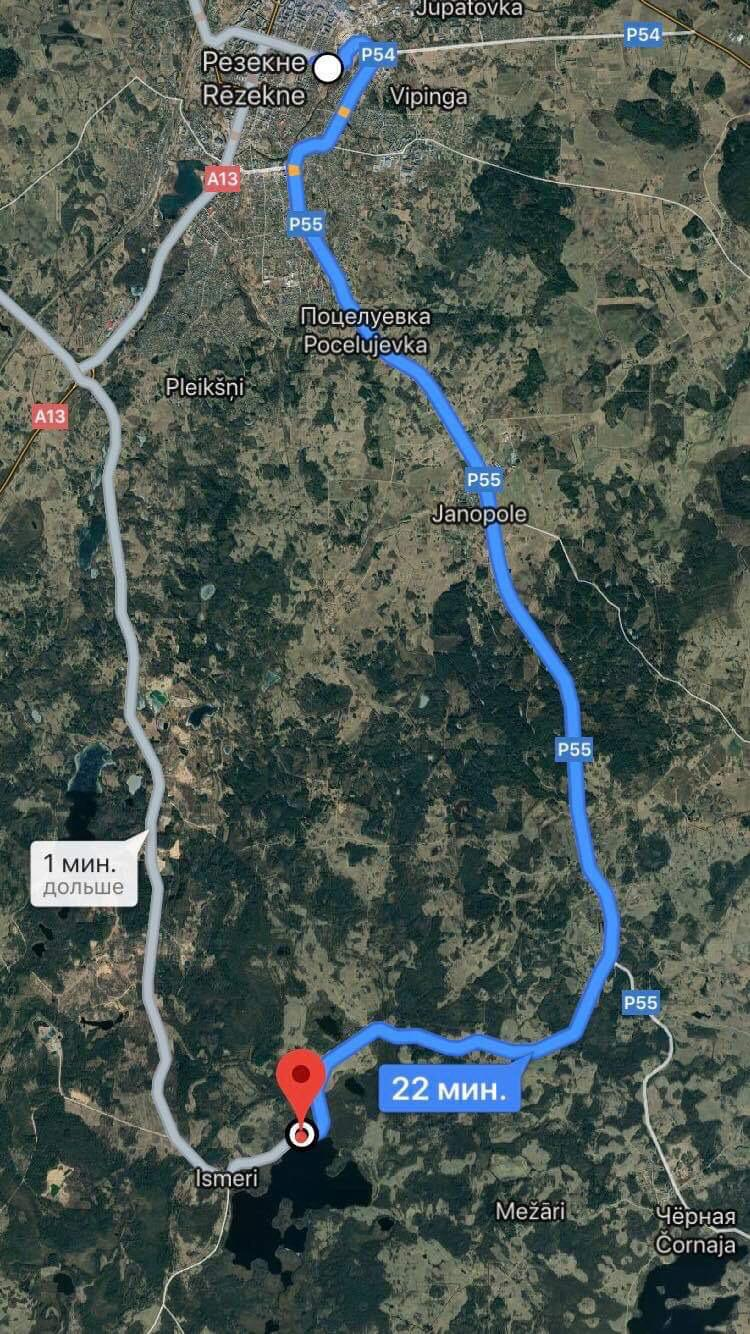 Jupatovka
P54
P54
Резекне
Rēzekne
Vipinga
A13
P55
Поцелуевка
Pocelujevka
Pleikšņi
A13
P55
Janopole
P55
1 мин.
дольше
P55
22 мин.
Ismeri
Mežāri
Чёрная
Čornaja